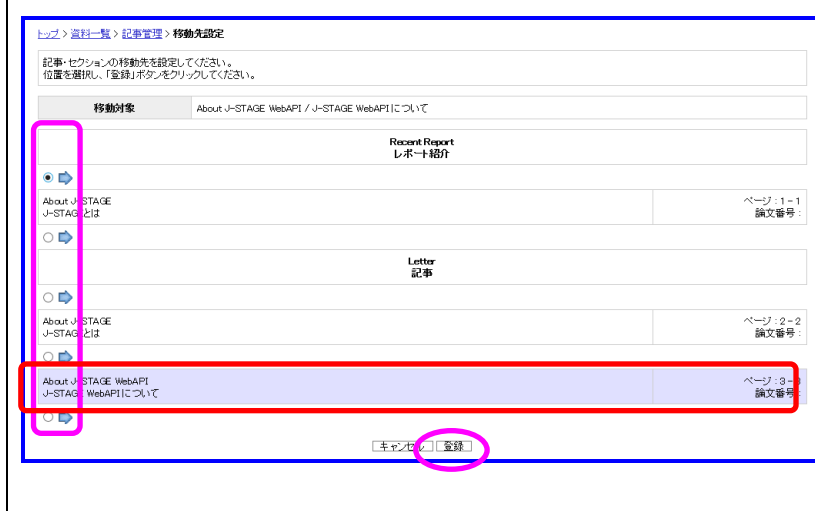 トップ > 資料一覧 > 記事管理 > 移動先設定
記事・セクションの移動先を設定してください。
位置を選択し、「登録」ボタンをクリックしてください。
移動対象 About J-STAGE WebAPI / J-STAGE WebAPIについて
Recent Report
レポート紹介
About J-STAGE ページ : 1 - 1
J-STAGEとは 論文番号 :
Letter
記事
About J-STAGE ページ : 2 - 2
J-STAGEとは 論文番号 :
About J-STAGE WebAPI ページ : 3 - 3
J-STAGE WebAPIについて 論文番号 :
キャンセル 登録